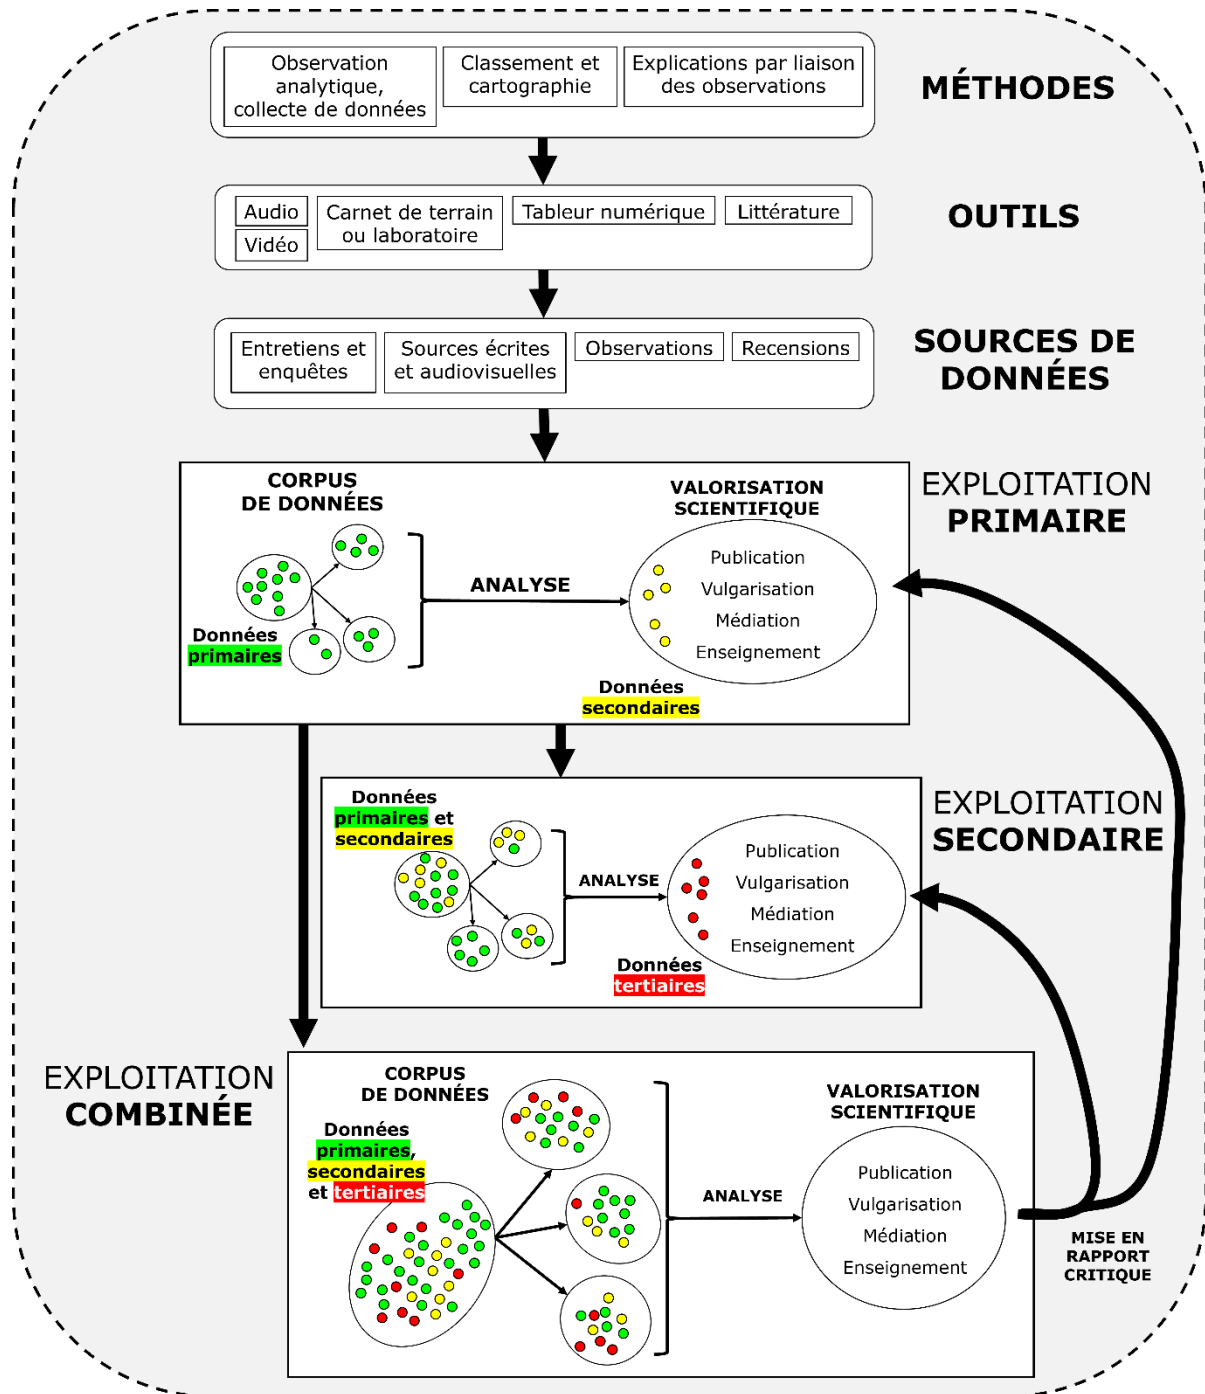 Observation
analytique,
collecte de données
Classement et
cartographie
Explications par liaison
des observations
MÉTHODES
Audio
Vidéo
Carnet de terrain
ou laboratoire
Tableur numérique
Littérature
OUTILS
Entretiens et
enquêtes
Sources écrites
et audiovisuelles
Observations
Recensions
SOURCES DE
DONNÉES
EXPLOITATION
PRIMAIRE
CORPUS
DE DONNÉES
Données
primaires
ANALYSE
VALORISATION
SCIENTIFIQUE
Publication
Vulgarisation
Médiation
Enseignement
Données
secondaires
EXPLOITATION
SECONDAIRE
Données
primaires et
secondaires
ANALYSE
Publication
Vulgarisation
Médiation
Enseignement
Données
tertiaires
EXPLOITATION
COMBINÉE
CORPUS
DE DONNÉES
Données
primaires,
secondaires
et tertiaires
ANALYSE
VALORISATION
SCIENTIFIQUE
Publication
Vulgarisation
Médiation
Enseignement
MISE EN
RAPPORT
CRITIQUE